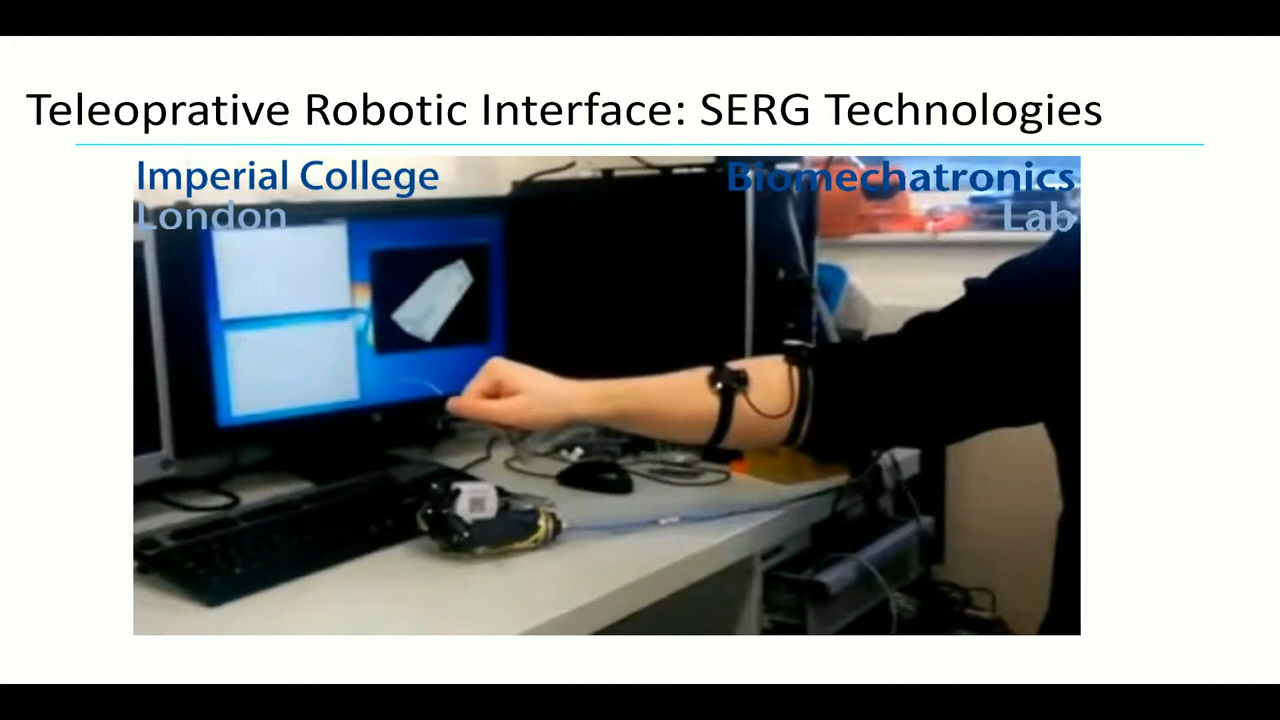 Teleoprative Robotic Interface: SERG Technologies
Imperial College
London
Biomechatronics
Lab